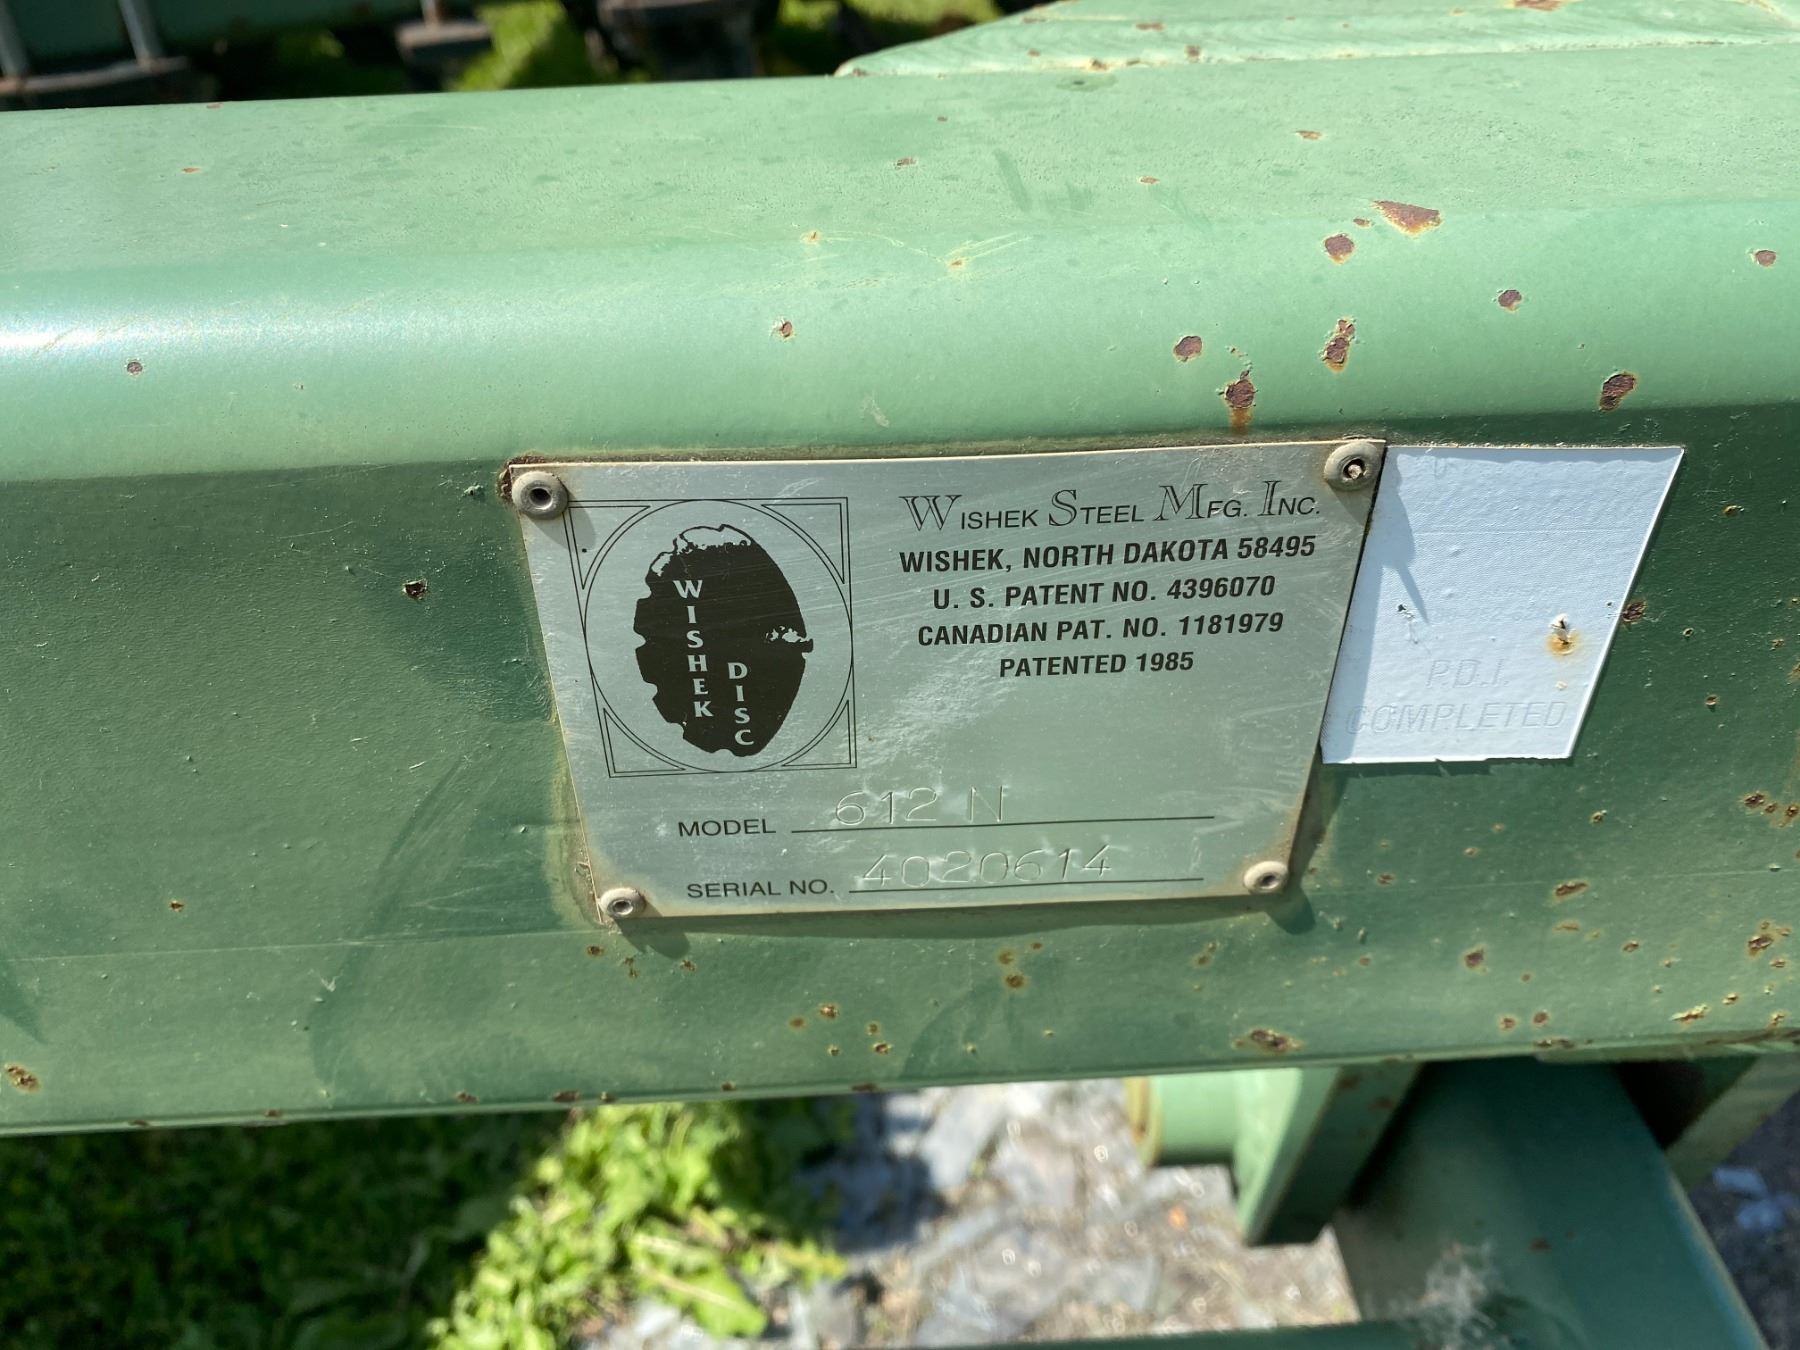 WISHEK STEEL MFG. INC.
WISHEK, NORTH DAKOTA 58495
U. S. PATENT NO. 4396070
CANADIAN PAT. NO. 1181979
PATENTED 1985
WISHEK
DISC
MODEL 612 N
SERIAL NO. 4020614
P.D.I.
COMPLETED